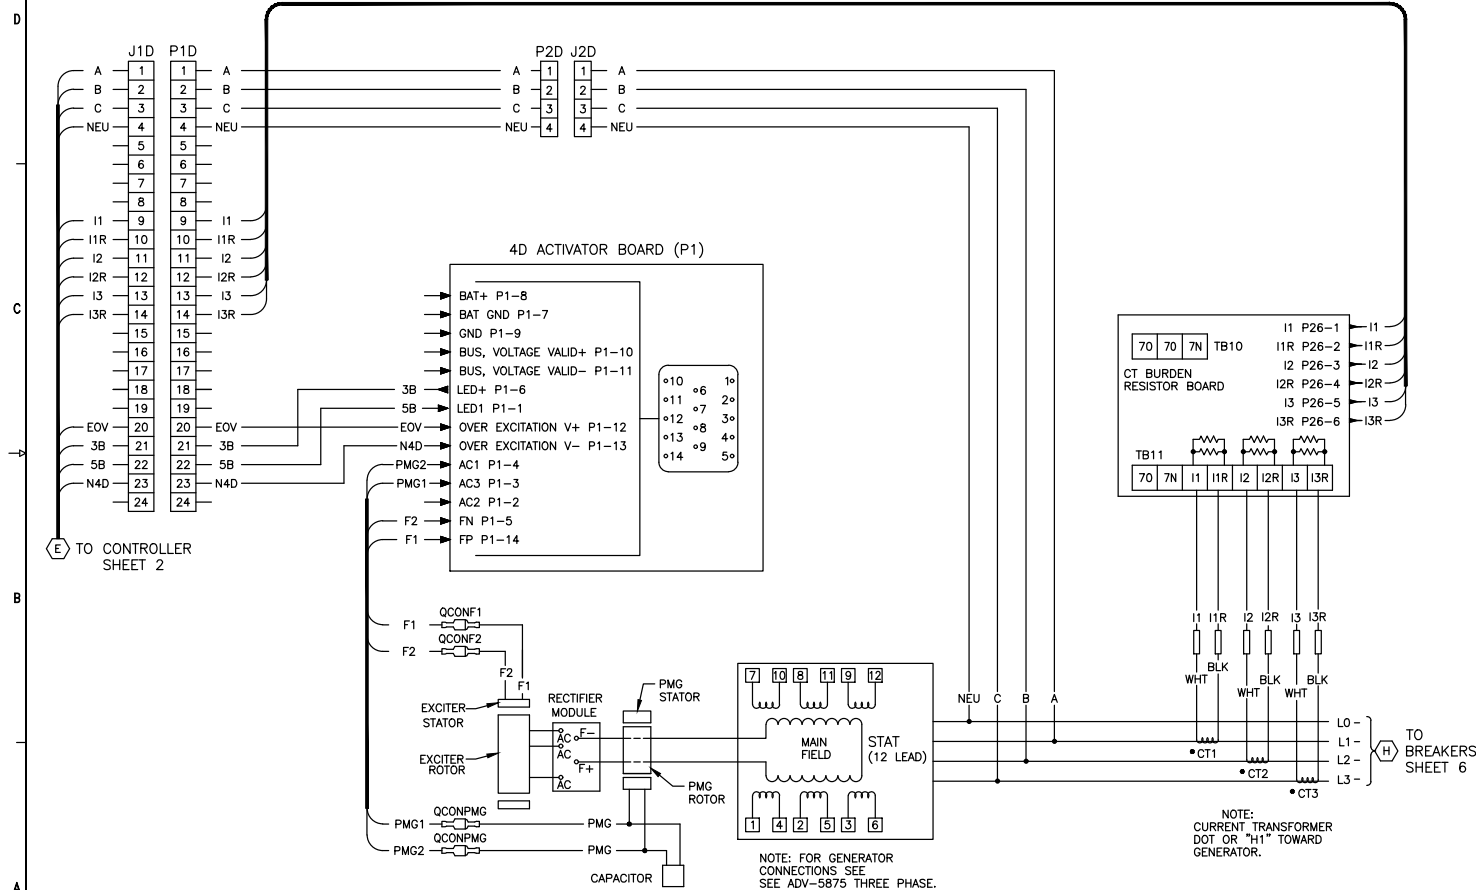 D
J1D P1D
P2D J2D
A 1 1 A
A 1 1 A
B 2 2 B
B 2 2 B
C 3 3 C
C 3 3 C
NEU 4 4 NEU
NEU 4 4 NEU
5 5
6 6
7 7
8 8
I1 9 9 I1
I1R 10 10 I1R
I2 11 11 I2
I2R 12 12 I2R
I3 13 13 I3
I3R 14 14 I3R
15 15
16 16
17 17
18 18
19 19
EOV 20 20 EOV
3B 21 21 3B
5B 22 22 5B
N4D 23 23 N4D
24 24
E TO CONTROLLER
SHEET 2
C
4D ACTIVATOR BOARD (P1)
BAT+ P1-8
BAT GND P1-7
GND P1-9
BUS, VOLTAGE VALID+ P1-10
BUS, VOLTAGE VALID- P1-11
3B LED+ P1-6
5B LED1 P1-1
EOV OVER EXCITATION V+ P1-12
N4D OVER EXCITATION V- P1-13
PMG2 AC1 P1-4
PMG1 AC3 P1-3
AC2 P1-2
F2 FN P1-5
F1 FP P1-14
10 1
6
11 2
7
12 3
8
13 4
9
14 5
70 70 7N TB10
CT BURDEN
RESISTOR BOARD
I1 P26-1 I1
I1R P26-2 I1R
I2 P26-3 I2
I2R P26-4 I2R
I3 P26-5 I3
I3R P26-6 I3R
TB11
70 7N I1 I1R I2 I2R I3 I3R
B
I1 I1R I2 I2R I3 I3R
WHT BLK WHT BLK WHT BLK
QCONF1
F1
QCONF2
F2
F2
F1
EXCITER
STATOR
EXCITER
ROTOR
RECTIFIER
MODULE
AC F-
AC
F+
AC
PMG
STATOR
PMG
ROTOR
7 10 8 11 9 12
MAIN
FIELD
STAT
(12 LEAD)
1 4 2 5 3 6
NEU C B A
L0 -
L1 -
L2 -
L3 -
CT1
CT2
CT3
H TO
BREAKERS
SHEET 6
QCONPMG
PMG1 PMG
QCONPMG
PMG2 PMG
CAPACITOR
NOTE: FOR GENERATOR
CONNECTIONS SEE
SEE ADV-5875 THREE PHASE.
NOTE:
CURRENT TRANSFORMER
DOT OR "H1" TOWARD
GENERATOR.
A